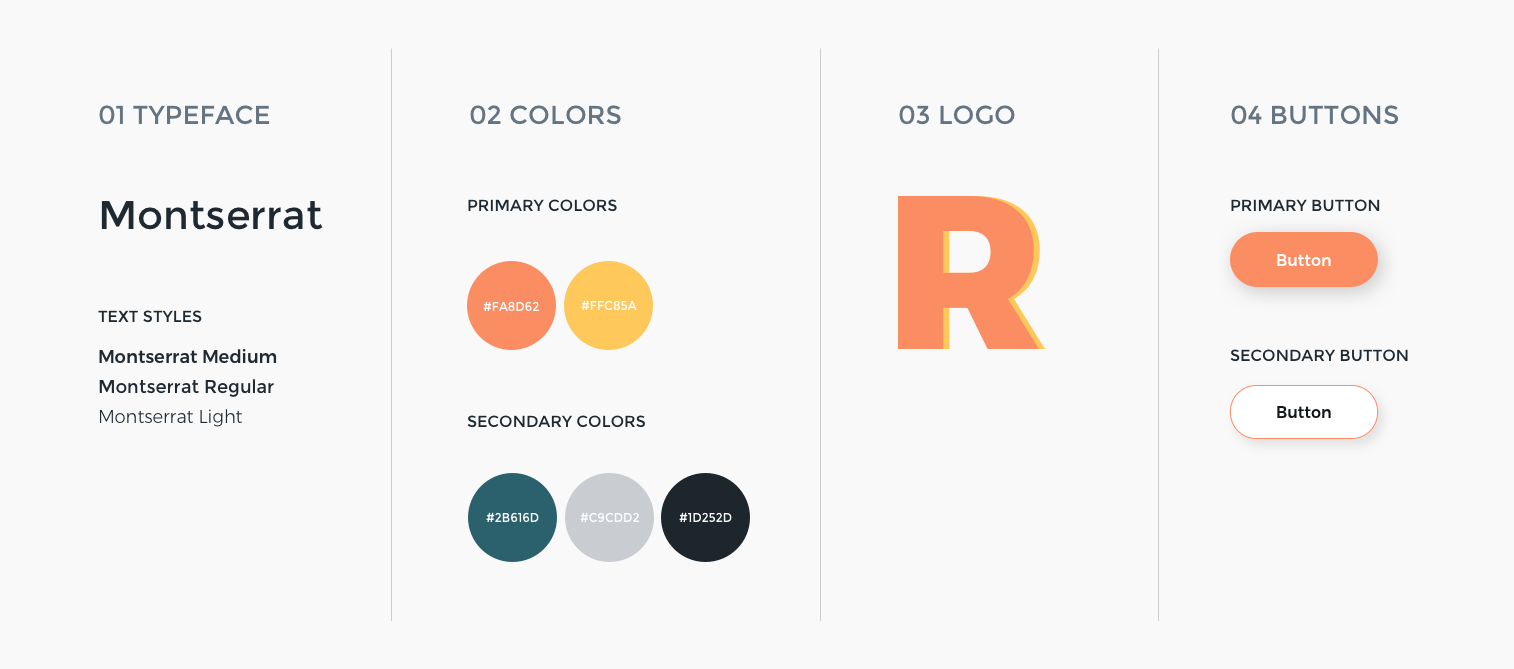 01 TYPEFACE
Montserrat
TEXT STYLES
Montserrat Medium
Montserrat Regular
Montserrat Light
02 COLORS
PRIMARY COLORS
#FA8D62
#FFC85A
SECONDARY COLORS
#2B616D
#C9CDD2
#1D252D
03 LOGO
R
04 BUTTONS
PRIMARY BUTTON
Button
SECONDARY BUTTON
Button